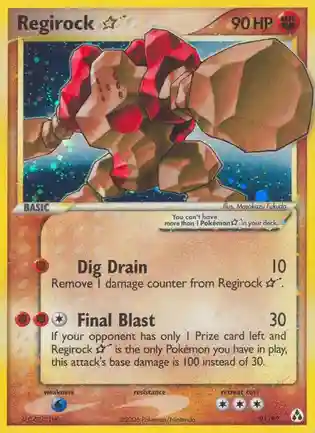 Regirock ☆ 90 HP
Illus. Masakazu Fukuda
BASIC
You can't have
more than 1 Pokémon☆ in your deck.
Dig Drain 10
Remove 1 damage counter from Regirock ☆.
Final Blast 30
If your opponent has only 1 Prize card left and
Regirock ☆ is the only Pokémon you have in play,
this attack's base damage is 100 instead of 30.
weakness resistance retreat cost
©2006 Pokémon/Nintendo